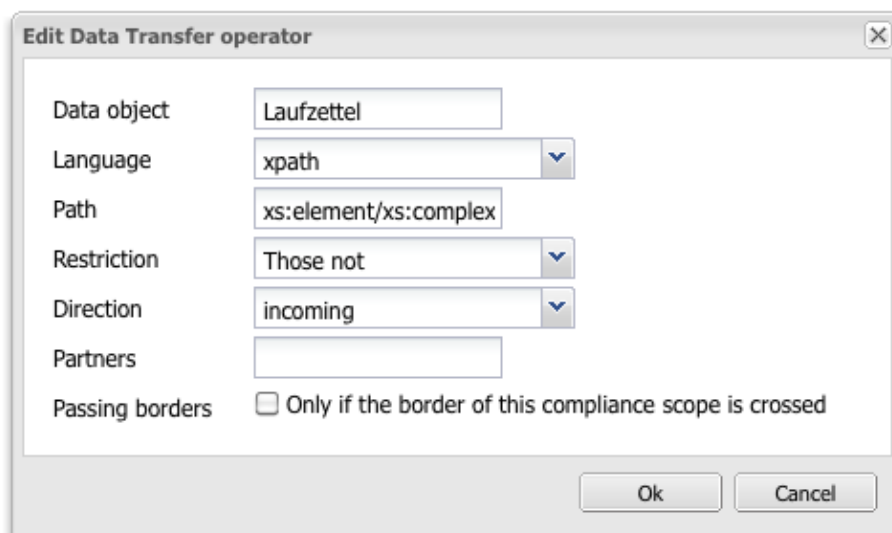 Edit Data Transfer operator
Data object Laufzettel
Language xpath
Path xs:element/xs:complex
Restriction Those not
Direction incoming
Partners
Passing borders Only if the border of this compliance scope is crossed
Ok Cancel